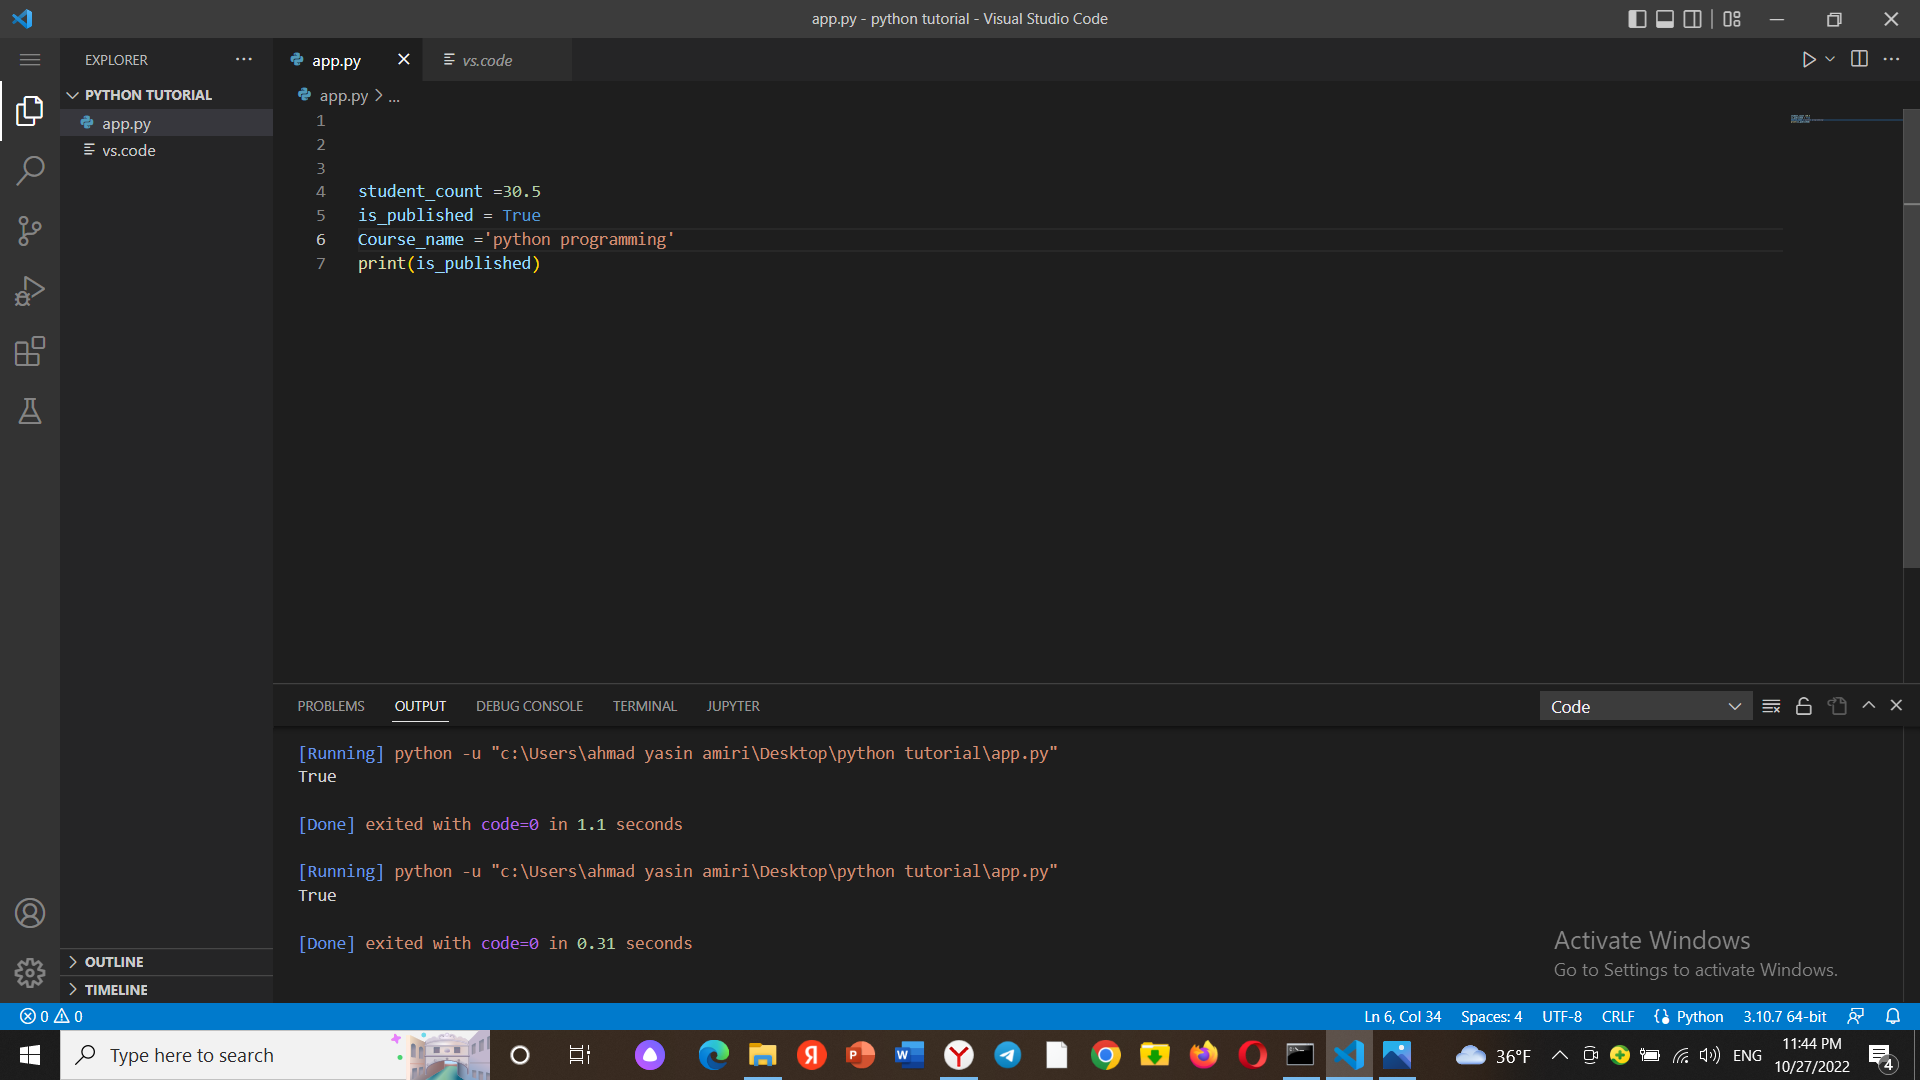 app.py - python tutorial - Visual Studio Code
EXPLORER
PYTHON TUTORIAL
app.py
vs.code
OUTLINE
TIMELINE
app.py
vs.code
app.py > ...
1
2
3
4 student_count =30.5
5 is_published = True
6 Course_name ='python programming'
7 print(is_published)
PROBLEMS OUTPUT DEBUG CONSOLE TERMINAL JUPYTER
Code
[Running] python -u "c:\Users\ahmad yasin amiri\Desktop\python tutorial\app.py"
True
[Done] exited with code=0 in 1.1 seconds
[Running] python -u "c:\Users\ahmad yasin amiri\Desktop\python tutorial\app.py"
True
[Done] exited with code=0 in 0.31 seconds
Activate Windows
Go to Settings to activate Windows.
0 0 Ln 6, Col 34 Spaces: 4 UTF-8 CRLF Python 3.10.7 64-bit
Type here to search
Я P W Y
36°F ENG
11:44 PM
10/27/2022
4